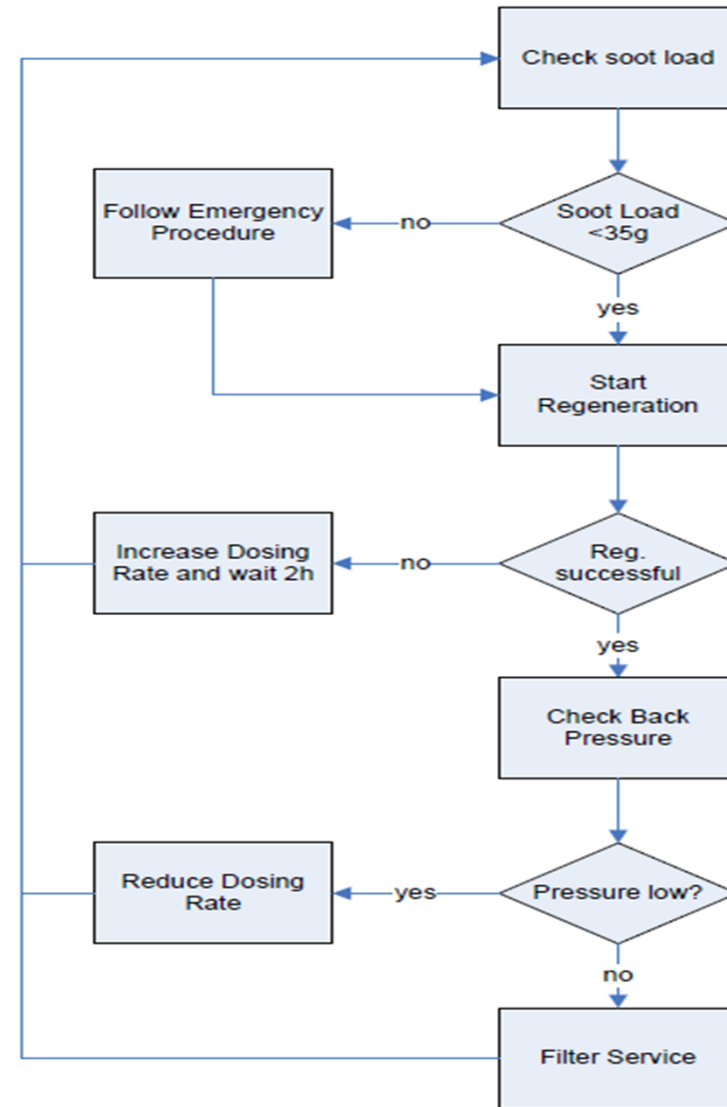 Check soot load
Follow Emergency
Procedure
no
Soot Load
<35g
yes
Start
Regeneration
Increase Dosing
Rate and wait 2h
no
Reg.
successful
yes
Check Back
Pressure
Reduce Dosing
Rate
yes
Pressure low?
no
Filter Service